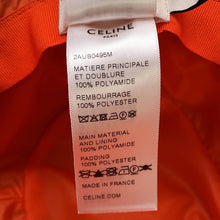 CELINE
2AUB0495M
MATIERE PRINCIPALE
ET DOUBLURE
100% POLYAMIDE
REMBOURRAGE
100% POLYESTER
MAIN MATERIAL
AND LINING
100% POLYAMIDE
PADDING
100% POLYESTER
MADE IN FRANCE
CELINE.COM